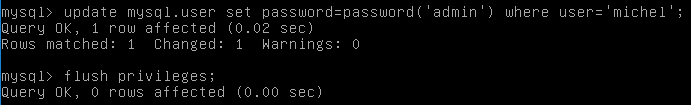 mysql> update mysql.user set password=password('admin') where user='michel';
Query OK, 1 row affected (0.02 sec)
Rows matched: 1  Changed: 1  Warnings: 0
mysql> flush privileges;
Query OK, 0 rows affected (0.00 sec)